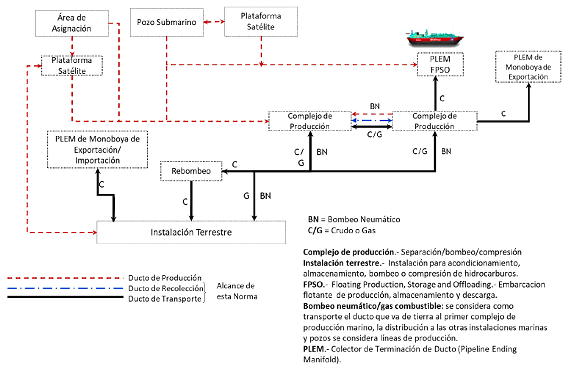 Área de
Asignación
Pozo Submarino
Plataforma
Satélite
Plataforma
Satélite
PLEM
FPSO
PLEM
de Monoboya de
Exportación
BN
C
C
Complejo de
Producción
Complejo de
Producción
C/G
PLEM de Monoboya de
Exportación/
Importación
C/
G
BN
C/G
BN
C
Rebombeo
C
C
G
BN
Instalación Terrestre
BN = Bombeo Neumático
C/G = Crudo o Gas
Complejo de producción.- Separación/bombeo/compresión
Instalación terrestre.- Instalación para acondicionamiento,
almacenamiento, bombeo o compresión de hidrocarburos.
FPSO.- Floating Production, Storage and Offloading.- Embarcacion
flotante de producción, almacenamiento y descarga.
Bombeo neumático/gas combustible: se considera como
transporte el ducto que va de tierra al primer complejo de
producción marino, la distribución a las otras instalaciones marinas
y pozos se considera líneas de producción.
PLEM.- Colector de Terminación de Ducto (Pipeline Ending
Manifold).
Ducto de Producción
Ducto de Recolección
Ducto de Transporte
Alcance de
esta Norma